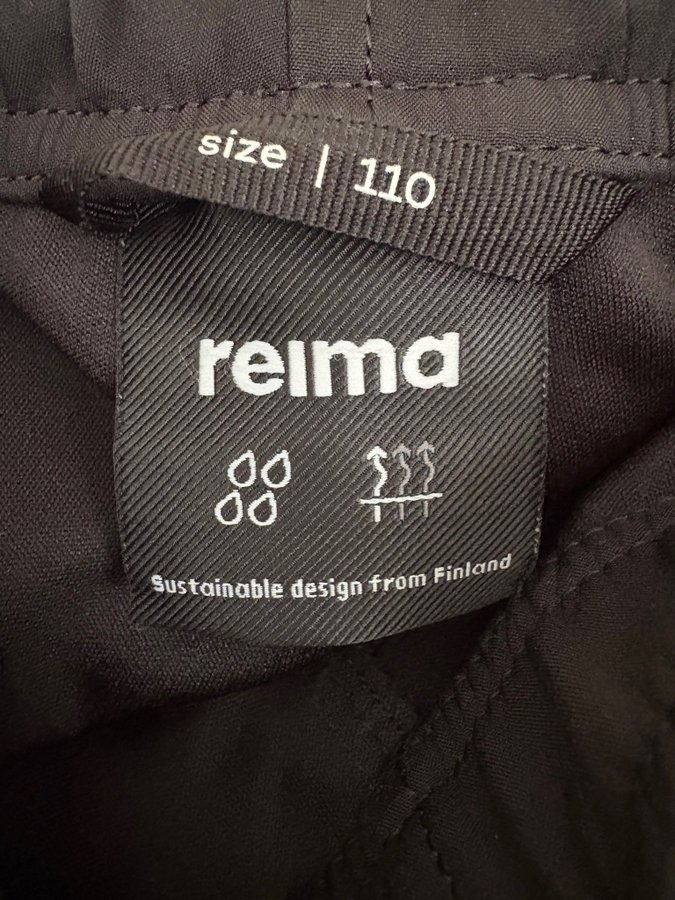 size | 110
reima
Sustainable design from Finland